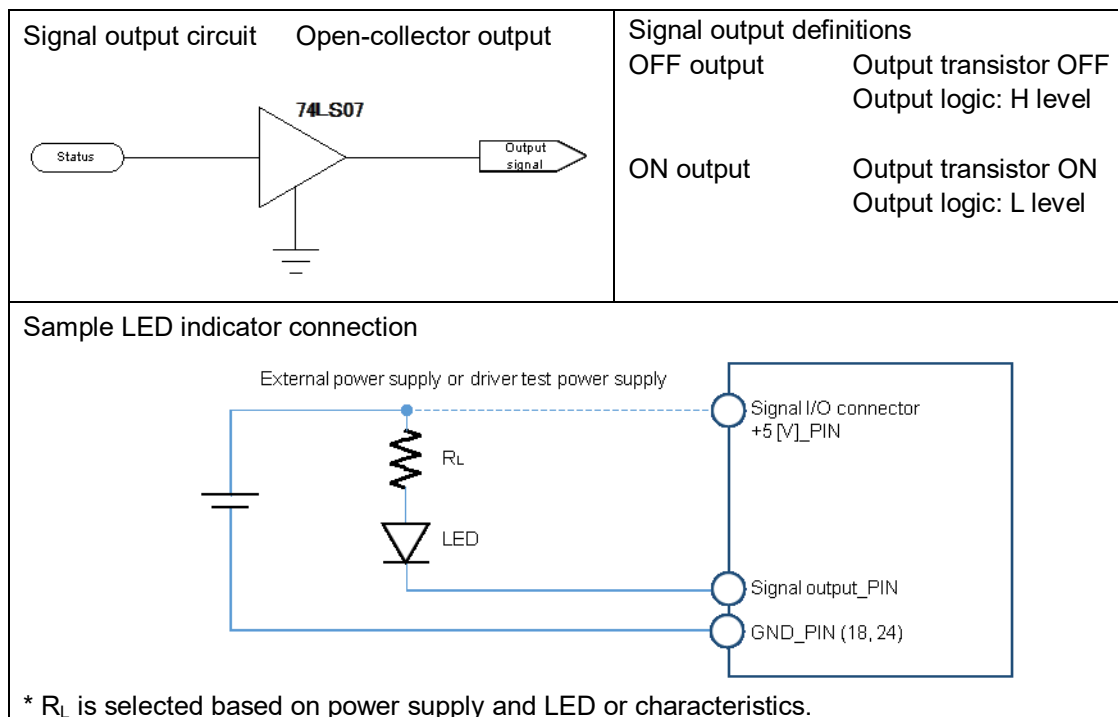 Signal output circuit Open-collector output
74LS07
Status
Output
signal
Signal output definitions
OFF output Output transistor OFF
Output logic: H level
ON output Output transistor ON
Output logic: L level
Sample LED indicator connection
External power supply or driver test power supply
Signal I/O connector
+5 [V]_PIN
RL
LED
Signal output_PIN
GND_PIN (18, 24)
* RL is selected based on power supply and LED or characteristics.